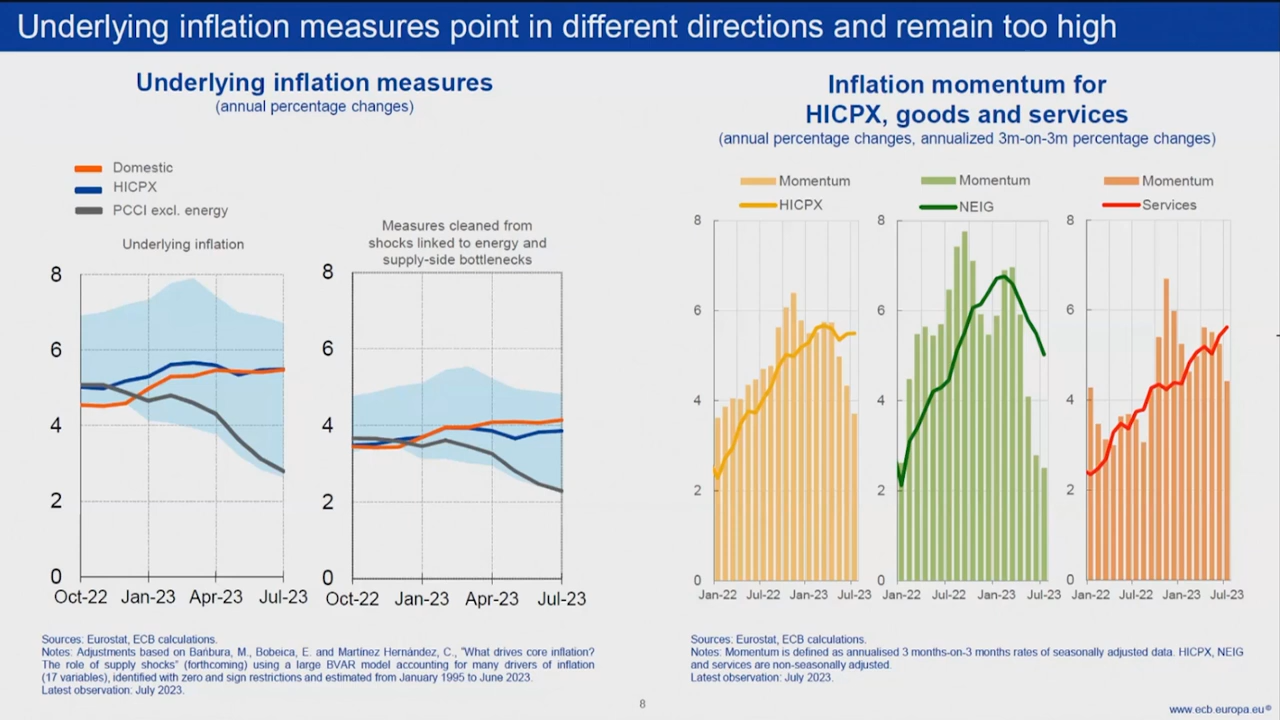 Underlying inflation measures point in different directions and remain too high
Underlying inflation measures
(annual percentage changes)
Domestic
HICPX
PCCI excl. energy
Underlying inflation
8
6
4
2
0
Oct-22 Jan-23 Apr-23 Jul-23
Measures cleaned from
shocks linked to energy and
supply-side bottlenecks
8
6
4
2
0
Oct-22 Jan-23 Apr-23 Jul-23
Sources: Eurostat, ECB calculations.
Notes: Adjustments based on Bańbura, M., Bobeica, E. and Martínez Hernández, C., "What drives core inflation?
The role of supply shocks" (forthcoming) using a large BVAR model accounting for many drivers of inflation
(17 variables), identified with zero and sign restrictions and estimated from January 1995 to June 2023.
Latest observation: July 2023.
Inflation momentum for
HICPX, goods and services
(annual percentage changes, annualized 3m-on-3m percentage changes)
Momentum
HICPX
8
6
4
2
0
Jan-22 Jul-22 Jan-23 Jul-23
Momentum
NEIG
8
6
4
2
0
Jan-22 Jul-22 Jan-23 Jul-23
Momentum
Services
8
6
4
2
0
Jan-22 Jul-22 Jan-23 Jul-23
Sources: Eurostat, ECB calculations.
Notes: Momentum is defined as annualised 3 months-on-3 months rates of seasonally adjusted data. HICPX, NEIG
and services are non-seasonally adjusted.
Latest observation: July 2023.
8
www.ecb.europa.eu©